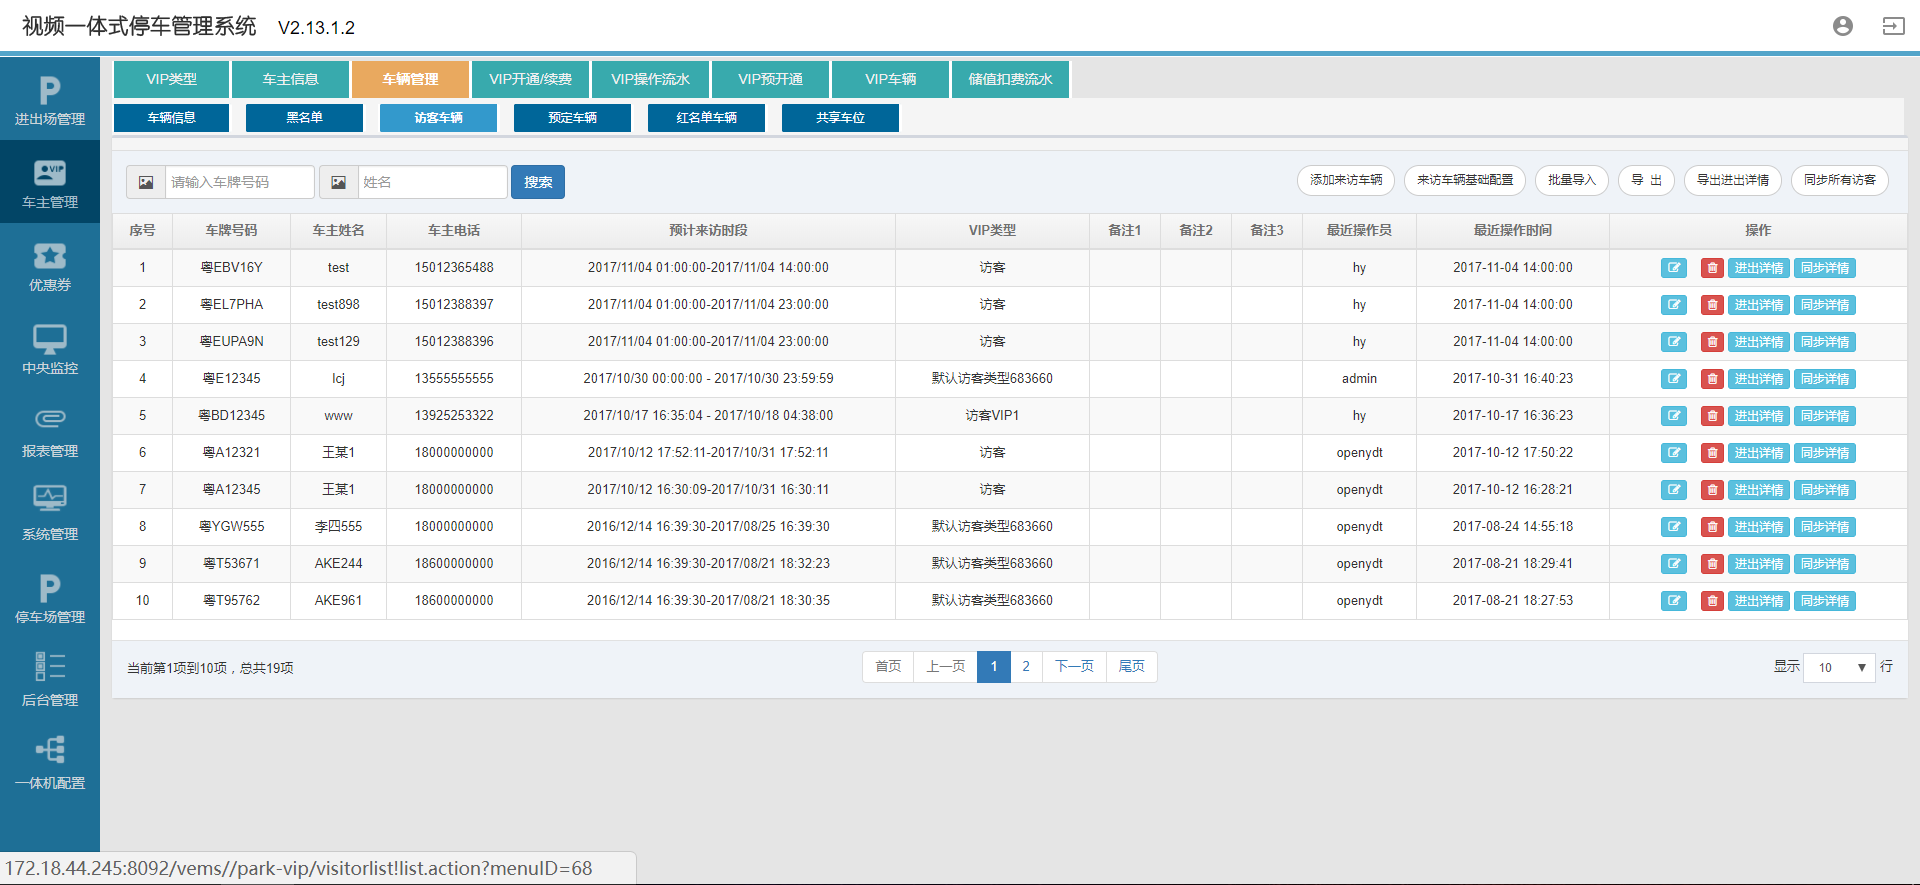 视频一体式停车管理系统 V2.13.1.2
进出场管理
车主管理
优惠券
中央监控
报表管理
系统管理
停车场管理
后台管理
一体机配置
VIP类型 车主信息 车辆管理 VIP开通/续费 VIP操作流水 VIP预开通 VIP车辆 储值扣费流水
车辆信息 黑名单 访客车辆 预定车辆 红名单车辆 共享车位
请输入车牌号码 姓名 搜索 添加来访车辆 来访车辆基础配置 批量导入 导 出 导出进出详情 同步所有访客
序号 车牌号码 车主姓名 车主电话 预计来访时段 VIP类型 备注1 备注2 备注3 最近操作员 最近操作时间 操作
1 粤EBV16Y test 15012365488 2017/11/04 01:00:00-2017/11/04 14:00:00 访客 hy 2017-11-04 14:00:00 进出详情 同步详情
2 粤EL7PHA test898 15012388397 2017/11/04 01:00:00-2017/11/04 23:00:00 访客 hy 2017-11-04 14:00:00 进出详情 同步详情
3 粤EUPA9N test129 15012388396 2017/11/04 01:00:00-2017/11/04 23:00:00 访客 hy 2017-11-04 14:00:00 进出详情 同步详情
4 粤E12345 lcj 13555555555 2017/10/30 00:00:00 - 2017/10/30 23:59:59 默认访客类型683660 admin 2017-10-31 16:40:23 进出详情 同步详情
5 粤BD12345 www 13925253322 2017/10/17 16:35:04 - 2017/10/18 04:38:00 访客VIP1 hy 2017-10-17 16:36:23 进出详情 同步详情
6 粤A12321 王某1 18000000000 2017/10/12 17:52:11-2017/10/31 17:52:11 访客 openydt 2017-10-12 17:50:22 进出详情 同步详情
7 粤A12345 王某1 18000000000 2017/10/12 16:30:09-2017/10/31 16:30:11 访客 openydt 2017-10-12 16:28:21 进出详情 同步详情
8 粤YGW555 李四555 18000000000 2016/12/14 16:39:30-2017/08/25 16:39:30 默认访客类型683660 openydt 2017-08-24 14:55:18 进出详情 同步详情
9 粤T53671 AKE244 18600000000 2016/12/14 16:39:30-2017/08/21 18:32:23 默认访客类型683660 openydt 2017-08-21 18:29:41 进出详情 同步详情
10 粤T95762 AKE961 18600000000 2016/12/14 16:39:30-2017/08/21 18:30:35 默认访客类型683660 openydt 2017-08-21 18:27:53 进出详情 同步详情
当前第1项到10项，总共19项 首页 上一页 1 2 下一页 尾页 显示 10 行
172.18.44.245:8092/vems//park-vip/visitorlist!list.action?menuID=68